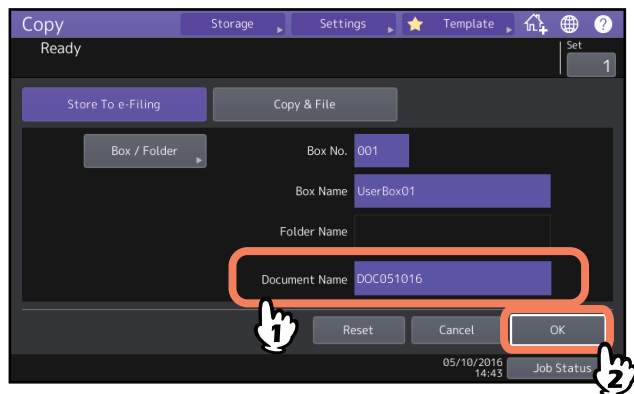 Copy Storage Settings Template ?
Ready
Set
1
Store To e-Filing Copy & File
Box / Folder Box No. 001
Box Name UserBox01
Folder Name
Document Name DOC051016
1
Reset Cancel OK
05/10/2016
14:43
Job Status
2